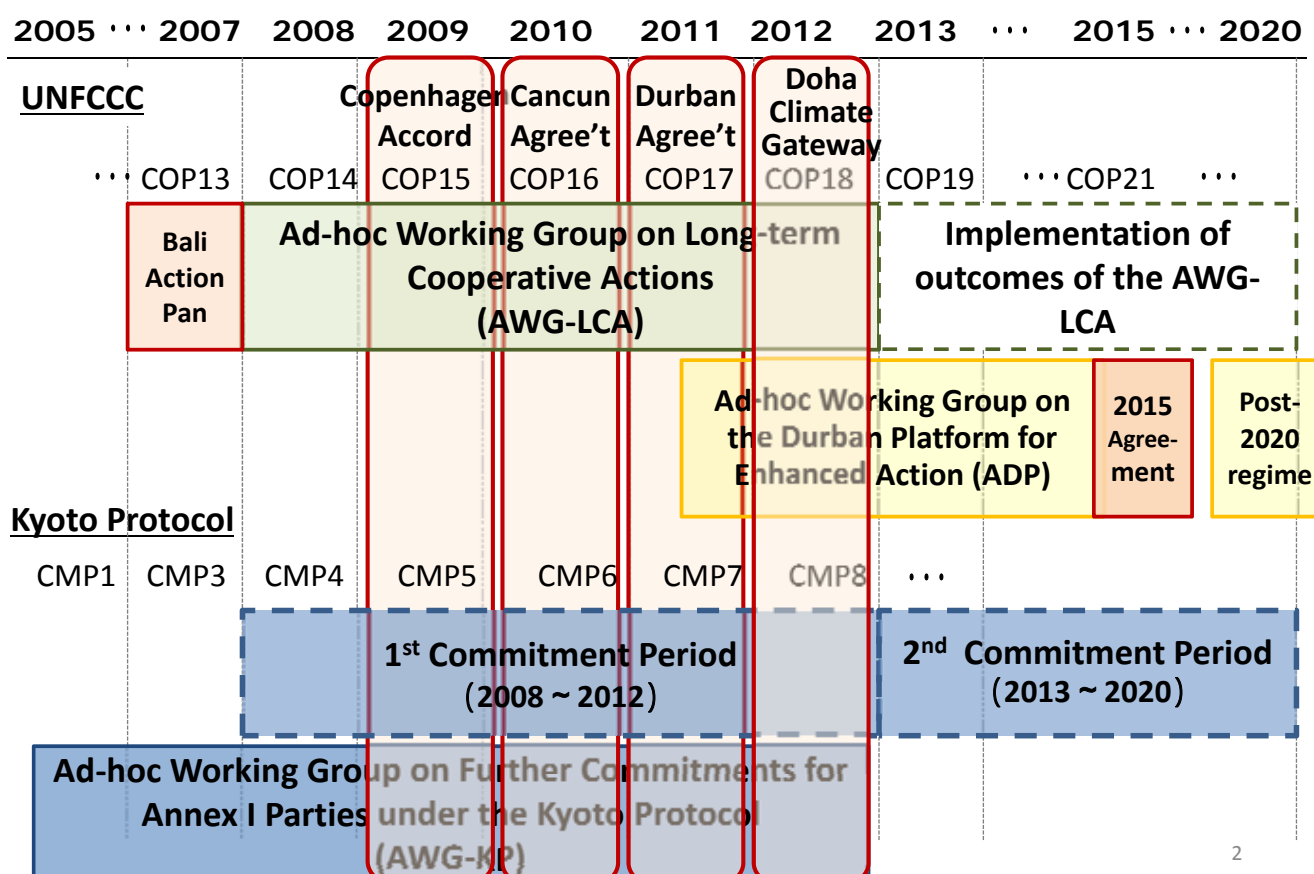 2005 ··· 2007 2008 2009 2010 2011 2012 2013 ··· 2015 ··· 2020
UNFCCC
Copenhagen
Accord
Cancun
Agree't
Durban
Agree't
Doha
Climate
Gateway
··· COP13 COP14 COP15 COP16 COP17 COP18 COP19 ··· COP21 ···
Bali
Action
Pan
Ad-hoc Working Group on Long-term
Cooperative Actions
(AWG-LCA)
Implementation of
outcomes of the AWG-
LCA
Ad-hoc Working Group on
the Durban Platform for
Enhanced Action (ADP)
2015
Agree-
ment
Post-
2020
regime
Kyoto Protocol
CMP1 CMP3 CMP4 CMP5 CMP6 CMP7 CMP8 ···
1st Commitment Period
(2008 ~ 2012)
2nd Commitment Period
(2013 ~ 2020)
Ad-hoc Working Group on Further Commitments for
Annex I Parties under the Kyoto Protocol
(AWG-KP)
2